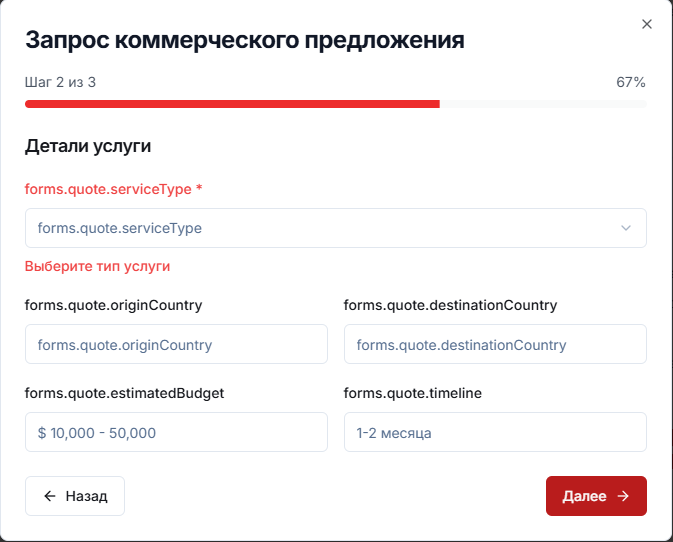 Запрос коммерческого предложения
Шаг 2 из 3 67%
Детали услуги
forms.quote.serviceType *
forms.quote.serviceType
Выберите тип услуги
forms.quote.originCountry forms.quote.destinationCountry
forms.quote.originCountry forms.quote.destinationCountry
forms.quote.estimatedBudget forms.quote.timeline
$ 10,000 - 50,000 1-2 месяца
← Назад Далее →